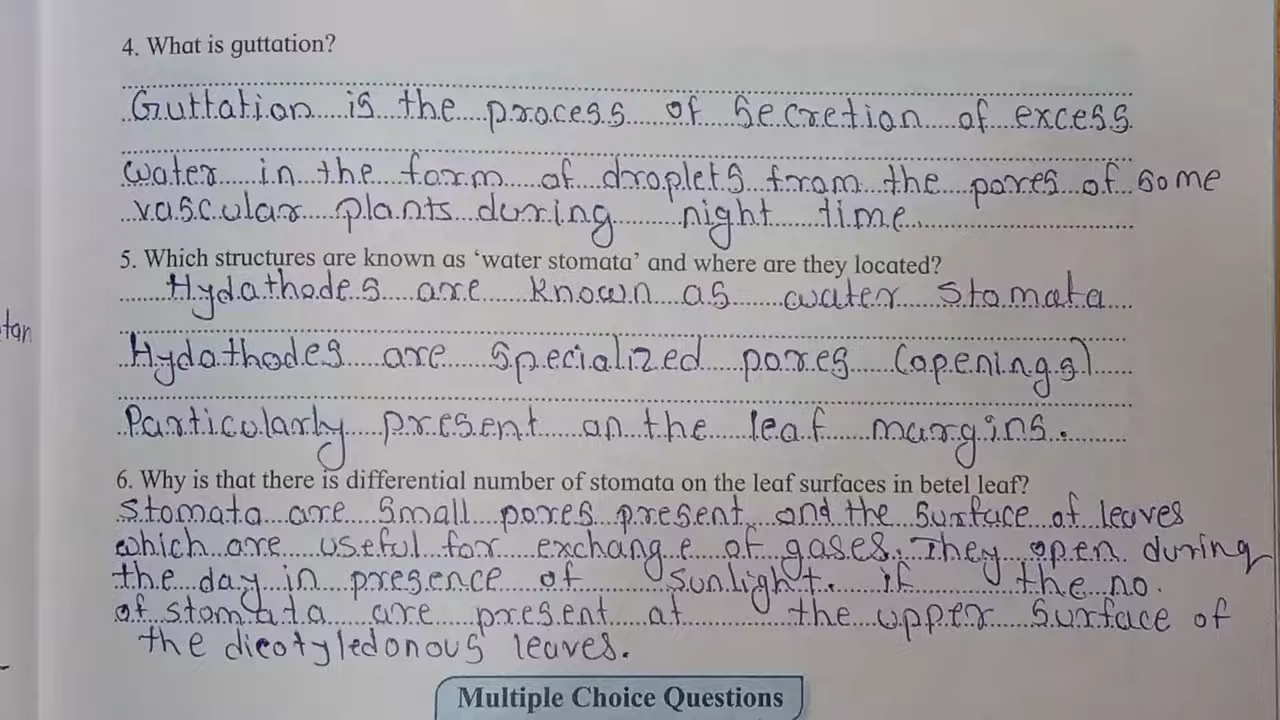 4. What is guttation?
Guttation is the process of secretion of excess
water in the form of droplets from the pores of some
vascular plants during night time.
5. Which structures are known as ‘water stomata’ and where are they located?
Hydathodes are known as water stomata
Hydathodes are specialized pores (openings)
Particularly present on the leaf margins.
6. Why is that there is differential number of stomata on the leaf surfaces in betel leaf?
Stomata are small pores present and the surface of leaves
which are useful for exchange of gases. They open during
the day in presence of sunlight. if the no.
of stomata are present at the upper surface of
the dicotyledonous leaves.
Multiple Choice Questions